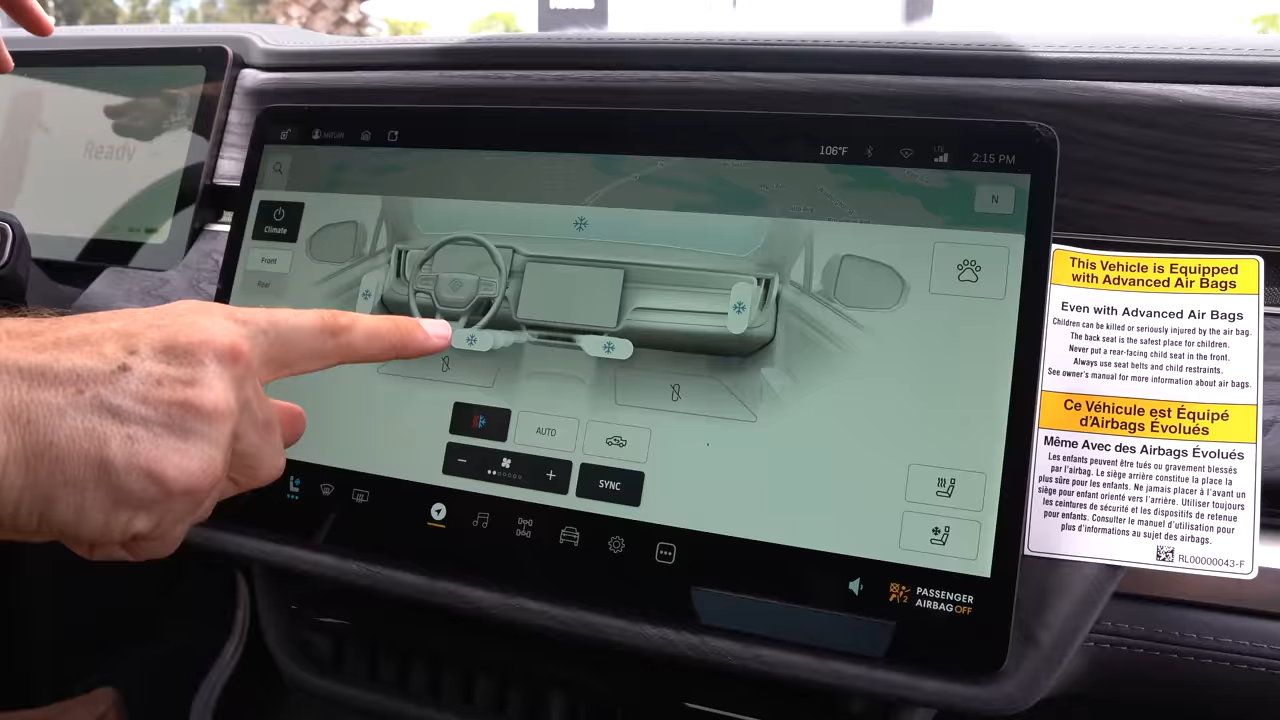 Ready
106°F
LTE
2:15 PM
N
Climate
Front
Rear
AUTO
SYNC
PASSENGER
AIRBAG OFF
This Vehicle is Equipped
with Advanced Air Bags
Even with Advanced Air Bags
Children can be killed or seriously injured by the air bag.
The back seat is the safest place for children.
Never put a rear-facing child seat in the front.
Always use seat belts and child restraints.
See owner's manual for more information about air bags.
Ce Véhicule est Équipé
d'Airbags Évolués
Même Avec des Airbags Évolués
Les enfants peuvent être tués ou gravement blessés
par l'airbag. Le siège arrière constitue la place la
plus sûre pour les enfants. Ne jamais placer à l'avant un
siège pour enfant orienté vers l'arrière. Utiliser toujours
les ceintures de sécurité et les dispositifs de retenue
pour enfants. Consulter le manuel d'utilisation pour
plus d'informations au sujet des airbags.
RL00000043-F